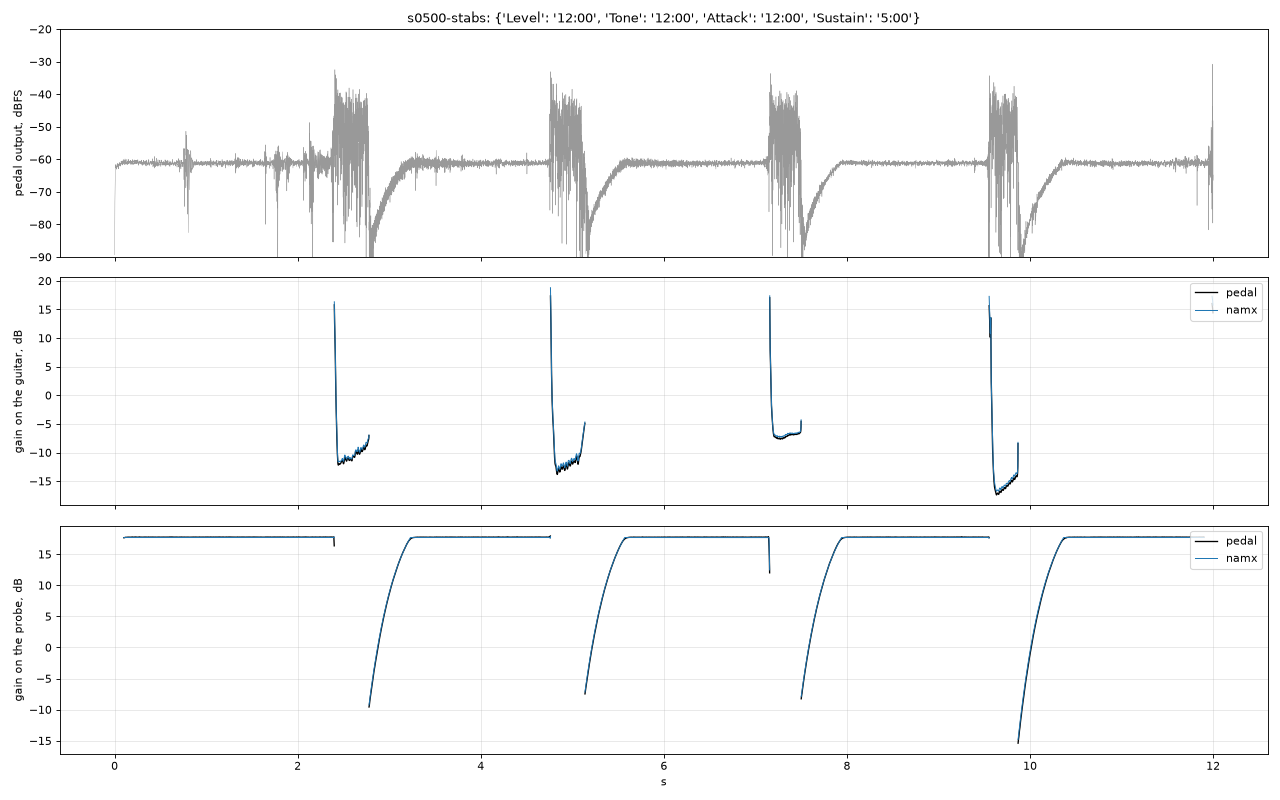 s0500-stabs: {'Level': '12:00', 'Tone': '12:00', 'Attack': '12:00', 'Sustain': '5:00'}
pedal output, dBFS
−20
−30
−40
−50
−60
−70
−80
−90
gain on the guitar, dB
20
15
10
5
0
−5
−10
−15
pedal
namx
gain on the probe, dB
15
10
5
0
−5
−10
−15
pedal
namx
0 2 4 6 8 10 12
s